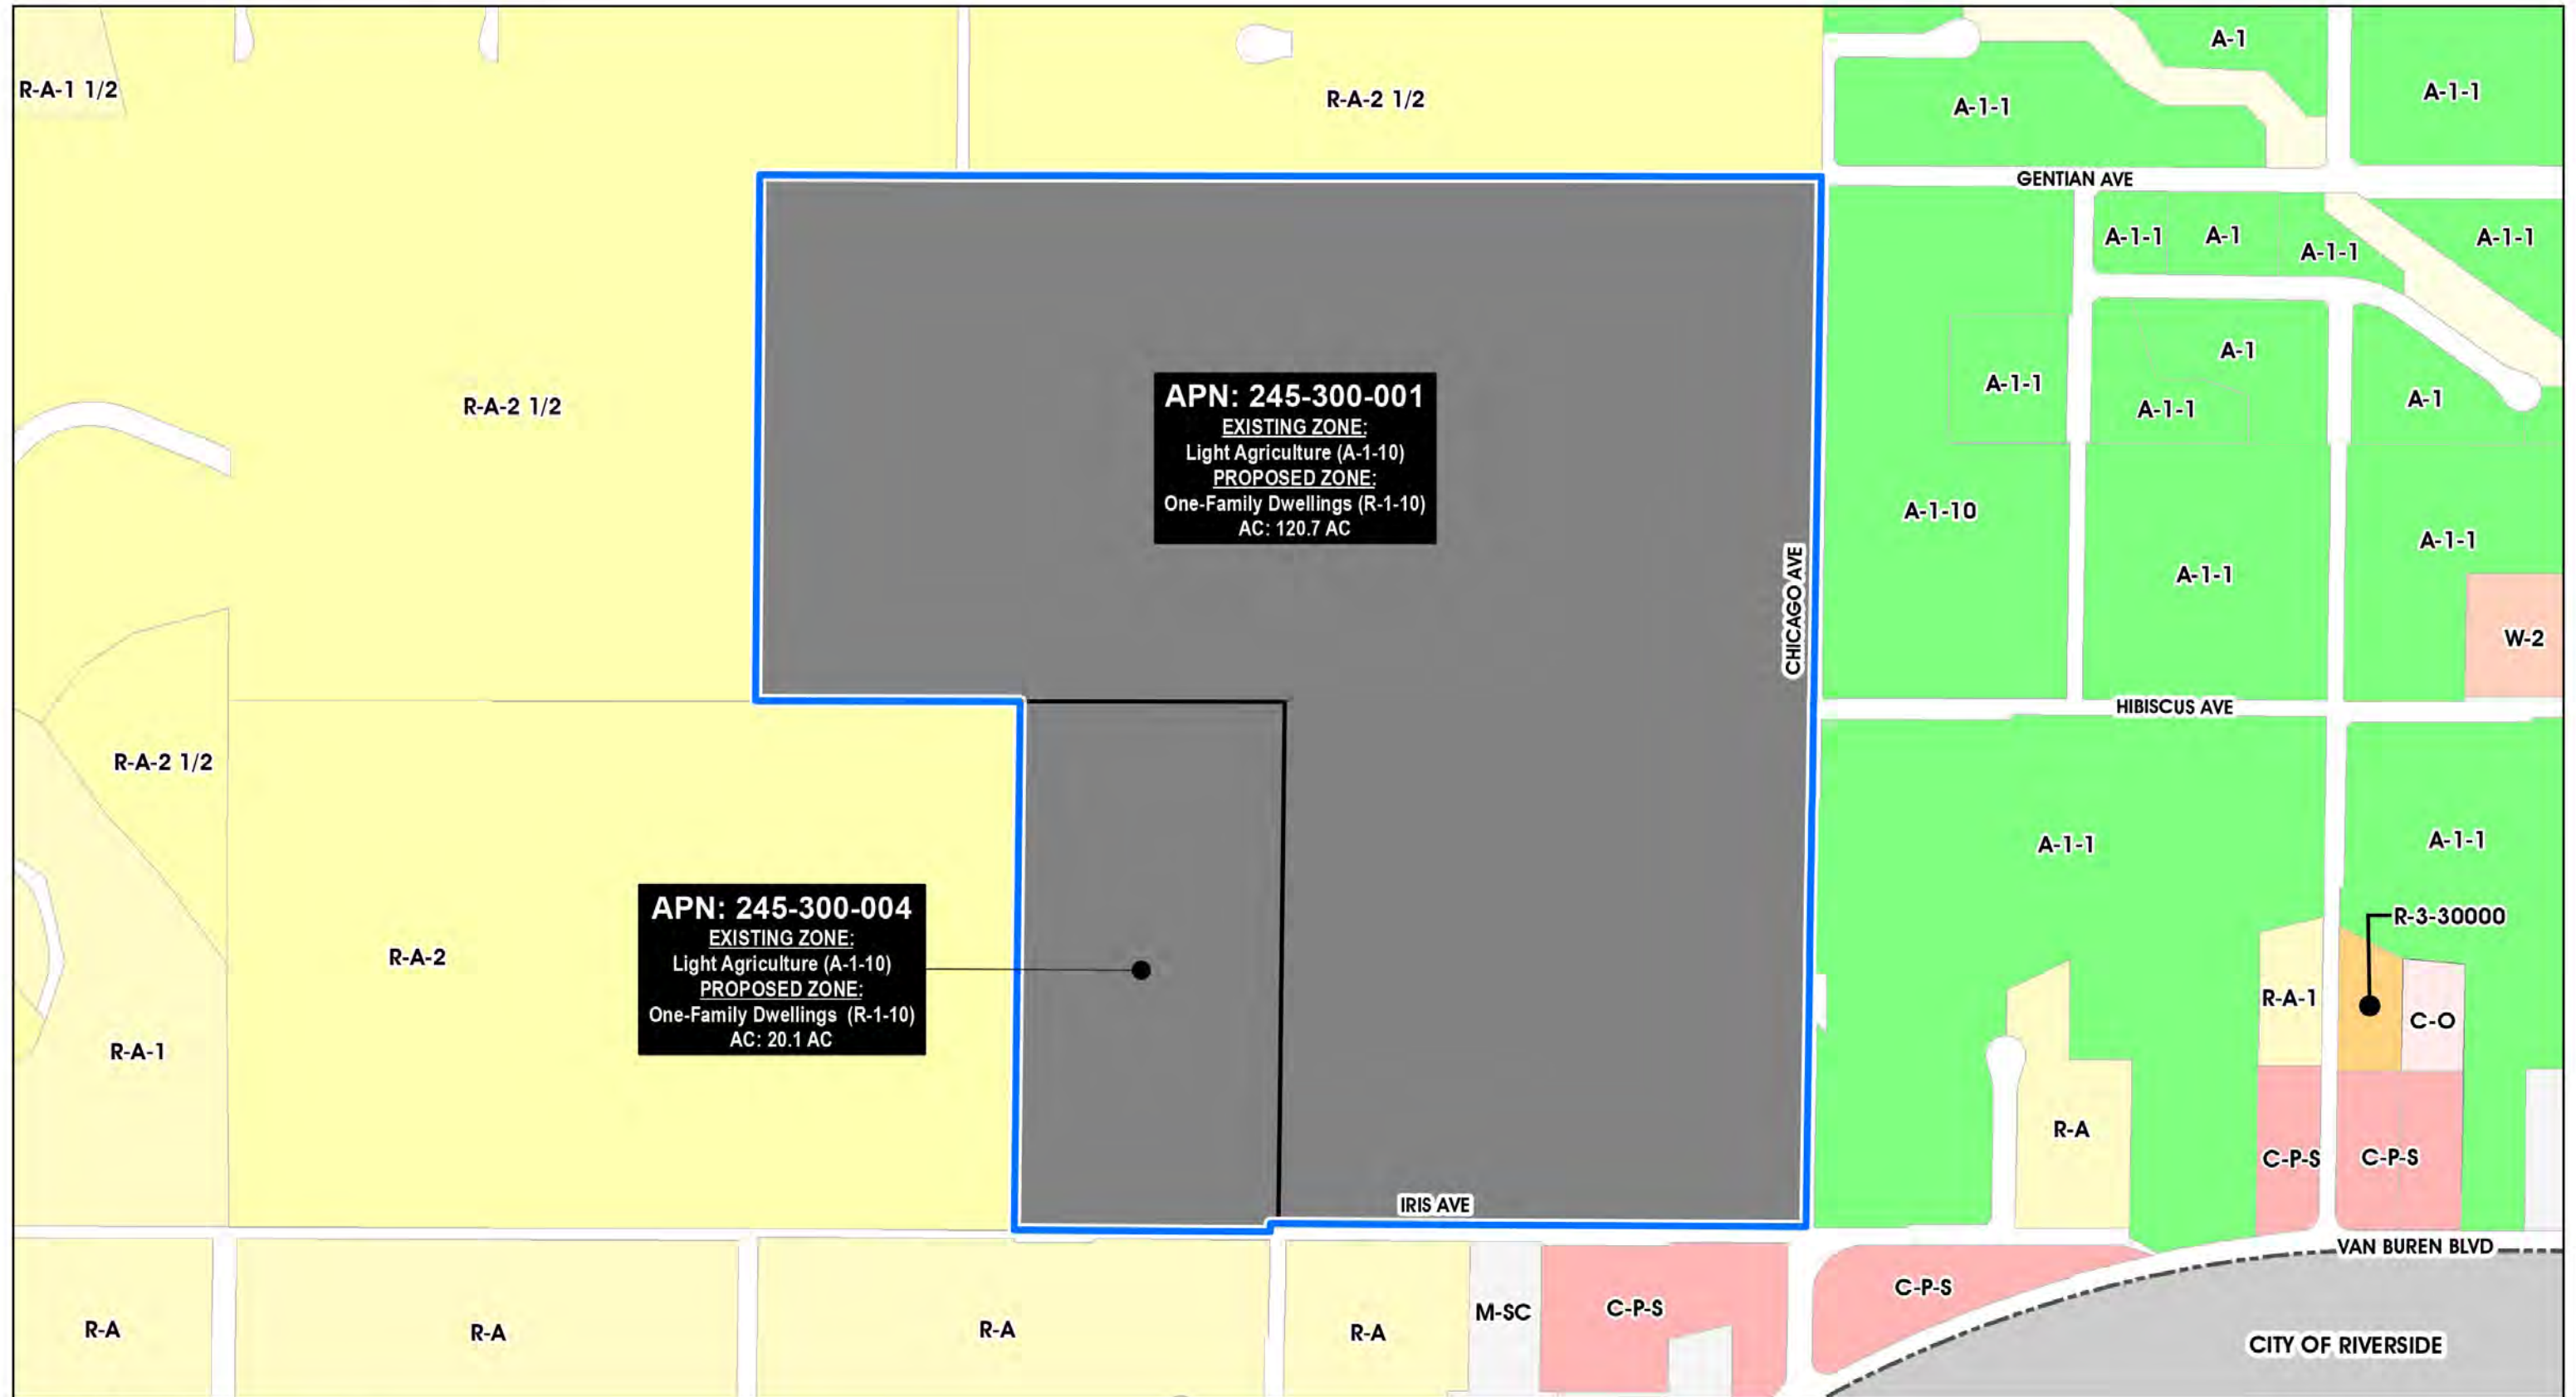 A-1
R-A-1 1/2
R-A-2 1/2
A-1-1
A-1-1
GENTIAN AVE
A-1-1
A-1
A-1-1
A-1-1
R-A-2 1/2
APN: 245-300-001
EXISTING ZONE:
Light Agriculture (A-1-10)
PROPOSED ZONE:
One-Family Dwellings (R-1-10)
AC: 120.7 AC
A-1-1
A-1
A-1-1
A-1
A-1-10
A-1-1
A-1-1
CHICAGO AVE
W-2
HIBISCUS AVE
R-A-2 1/2
A-1-1
A-1-1
APN: 245-300-004
EXISTING ZONE:
Light Agriculture (A-1-10)
PROPOSED ZONE:
One-Family Dwellings (R-1-10)
AC: 20.1 AC
R-A-2
R-3-30000
R-A-1
C-O
R-A-1
R-A
C-P-S
C-P-S
IRIS AVE
VAN BUREN BLVD
R-A
R-A
R-A
R-A
M-SC
C-P-S
C-P-S
CITY OF RIVERSIDE